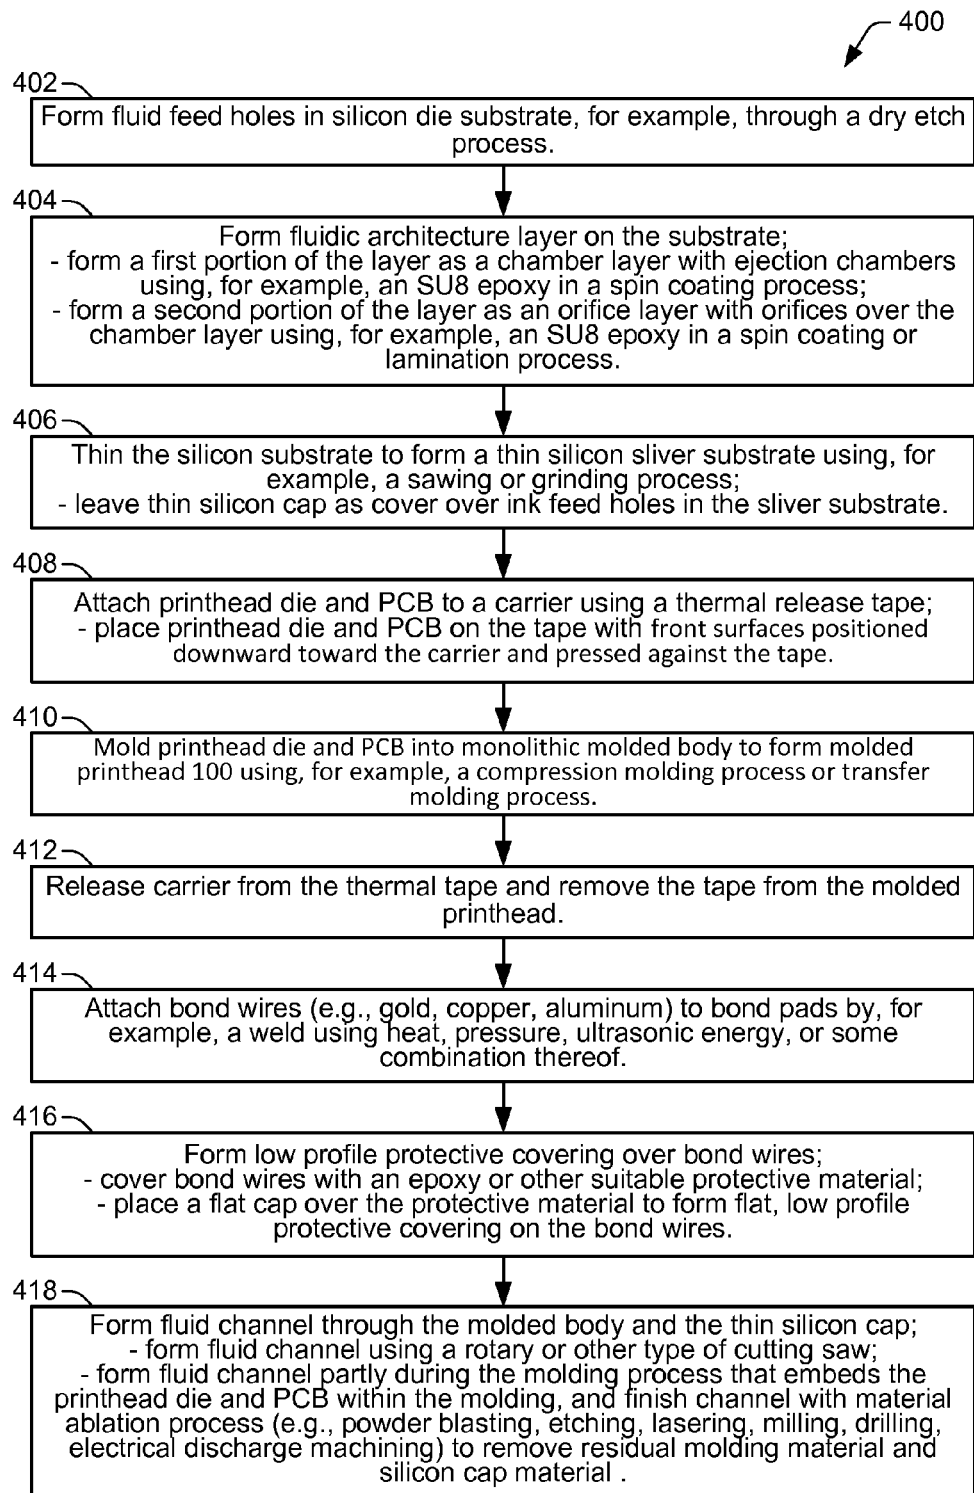 400
402
Form fluid feed holes in silicon die substrate, for example, through a dry etch
process.
404
Form fluidic architecture layer on the substrate;
- form a first portion of the layer as a chamber layer with ejection chambers
using, for example, an SU8 epoxy in a spin coating process;
- form a second portion of the layer as an orifice layer with orifices over the
chamber layer using, for example, an SU8 epoxy in a spin coating or
lamination process.
406
Thin the silicon substrate to form a thin silicon sliver substrate using, for
example, a sawing or grinding process;
- leave thin silicon cap as cover over ink feed holes in the sliver substrate.
408
Attach printhead die and PCB to a carrier using a thermal release tape;
- place printhead die and PCB on the tape with front surfaces positioned
downward toward the carrier and pressed against the tape.
410
Mold printhead die and PCB into monolithic molded body to form molded
printhead 100 using, for example, a compression molding process or transfer
molding process.
412
Release carrier from the thermal tape and remove the tape from the molded
printhead.
414
Attach bond wires (e.g., gold, copper, aluminum) to bond pads by, for
example, a weld using heat, pressure, ultrasonic energy, or some
combination thereof.
416
Form low profile protective covering over bond wires;
- cover bond wires with an epoxy or other suitable protective material;
- place a flat cap over the protective material to form flat, low profile
protective covering on the bond wires.
418
Form fluid channel through the molded body and the thin silicon cap;
- form fluid channel using a rotary or other type of cutting saw;
- form fluid channel partly during the molding process that embeds the
printhead die and PCB within the molding, and finish channel with material
ablation process (e.g., powder blasting, etching, lasering, milling, drilling,
electrical discharge machining) to remove residual molding material and
silicon cap material .